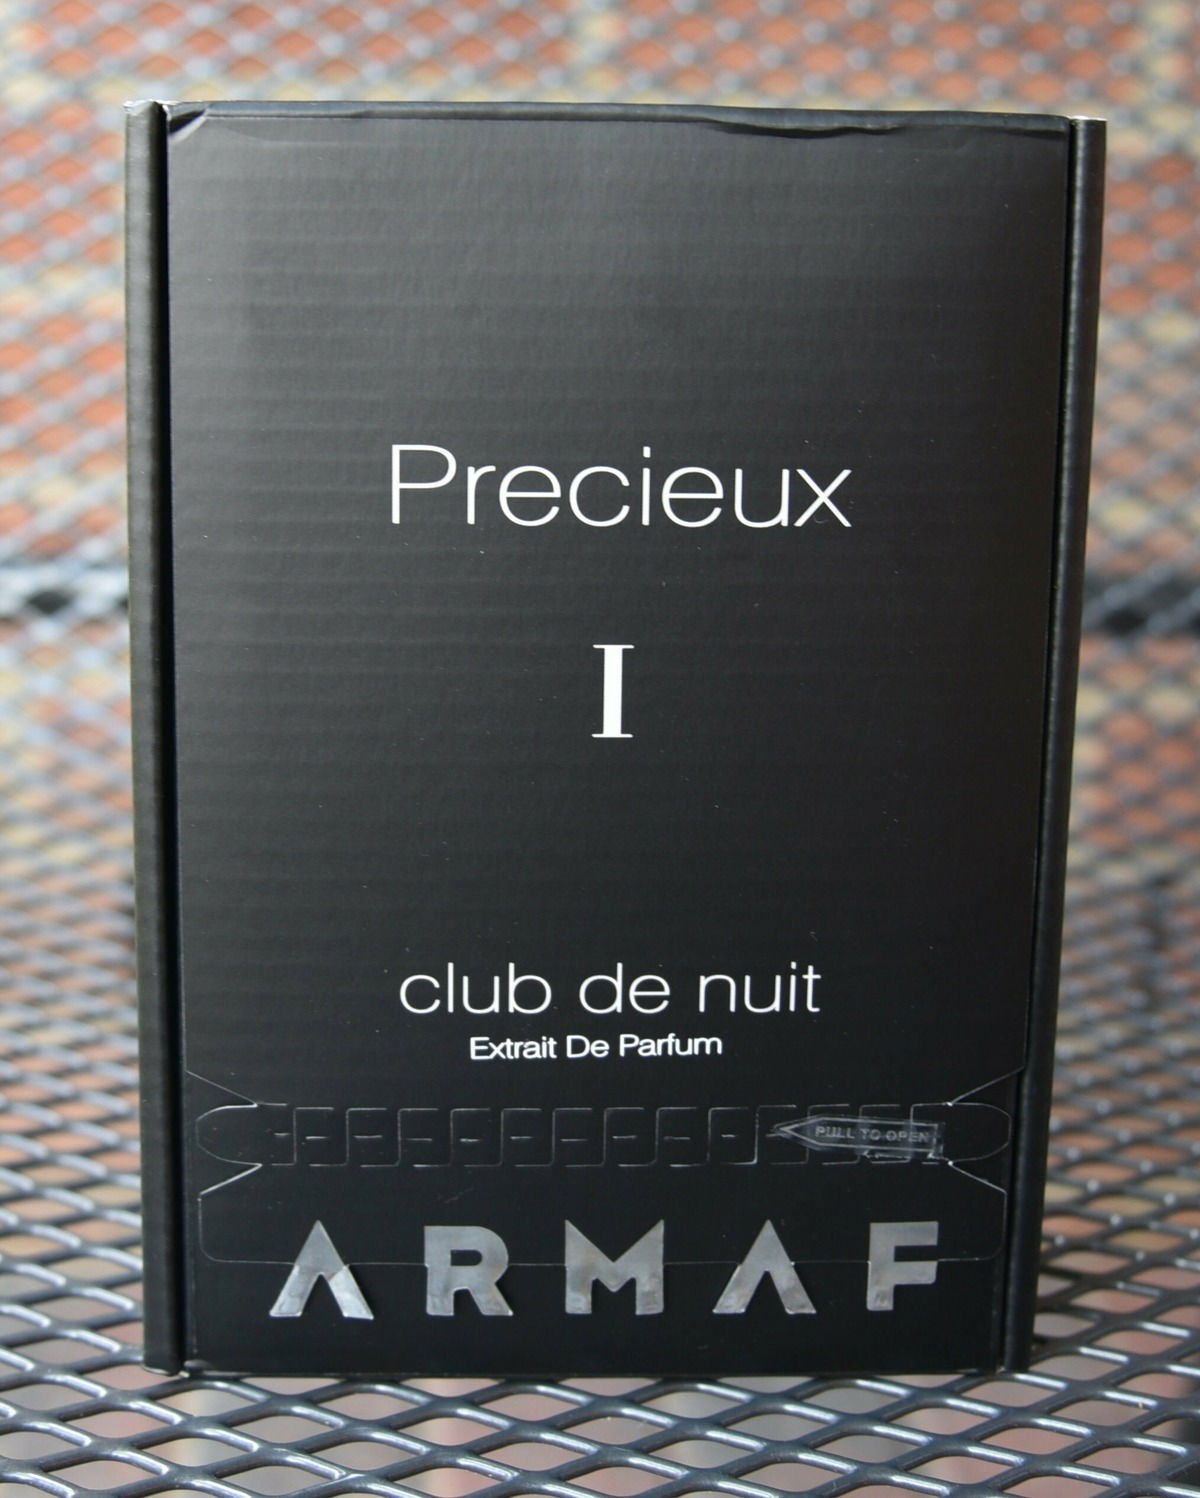 Precieux
I
club de nuit
Extrait De Parfum
PULL TO OPEN
ARMAF